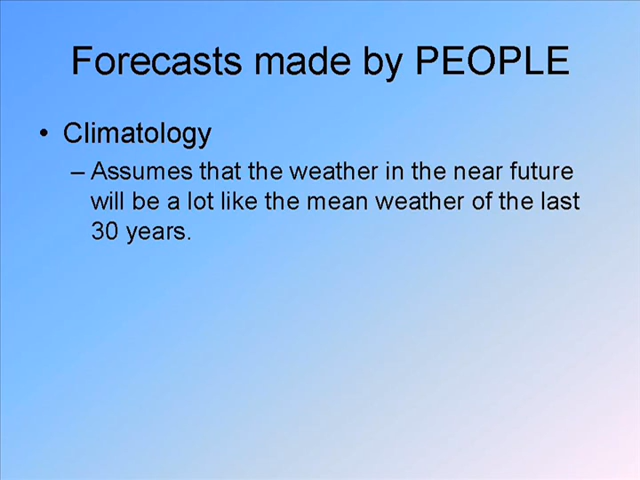 Forecasts made by PEOPLE
• Climatology
– Assumes that the weather in the near future
will be a lot like the mean weather of the last
30 years.